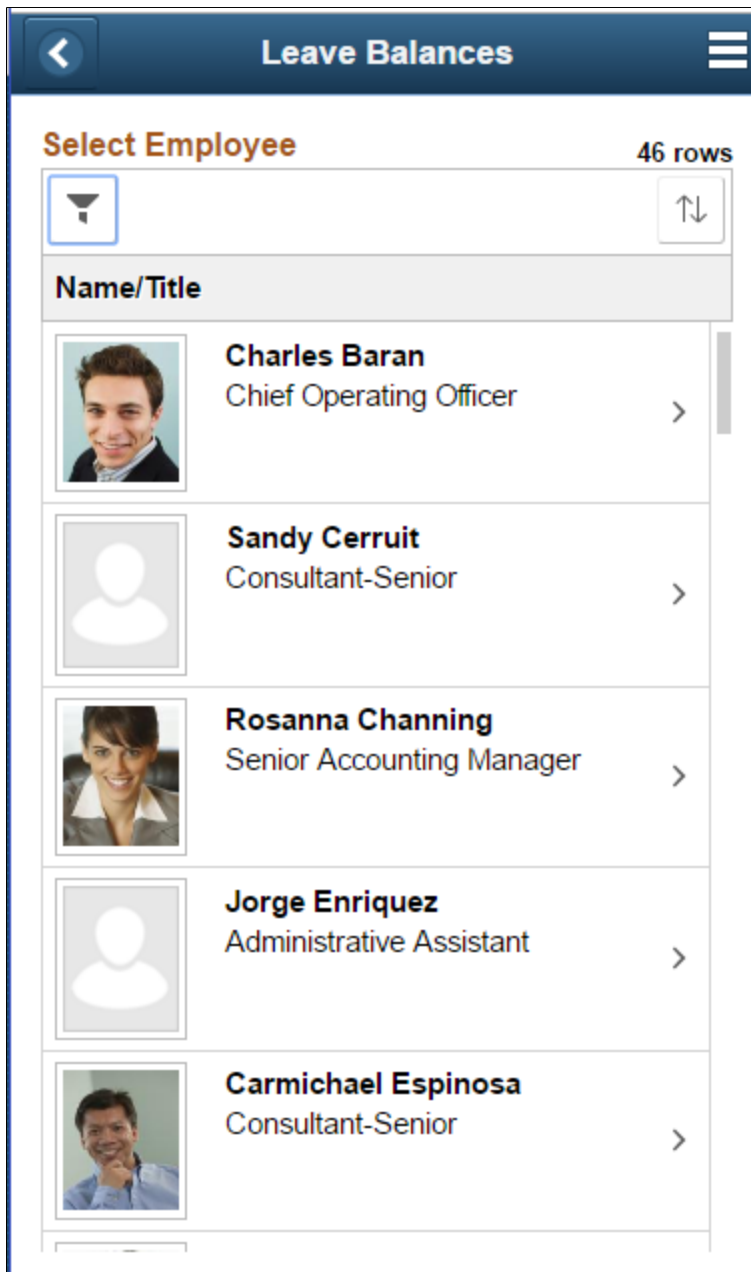 Leave Balances
Select Employee
46 rows
Name/Title
Charles Baran
Chief Operating Officer
Sandy Cerruit
Consultant-Senior
Rosanna Channing
Senior Accounting Manager
Jorge Enriquez
Administrative Assistant
Carmichael Espinosa
Consultant-Senior